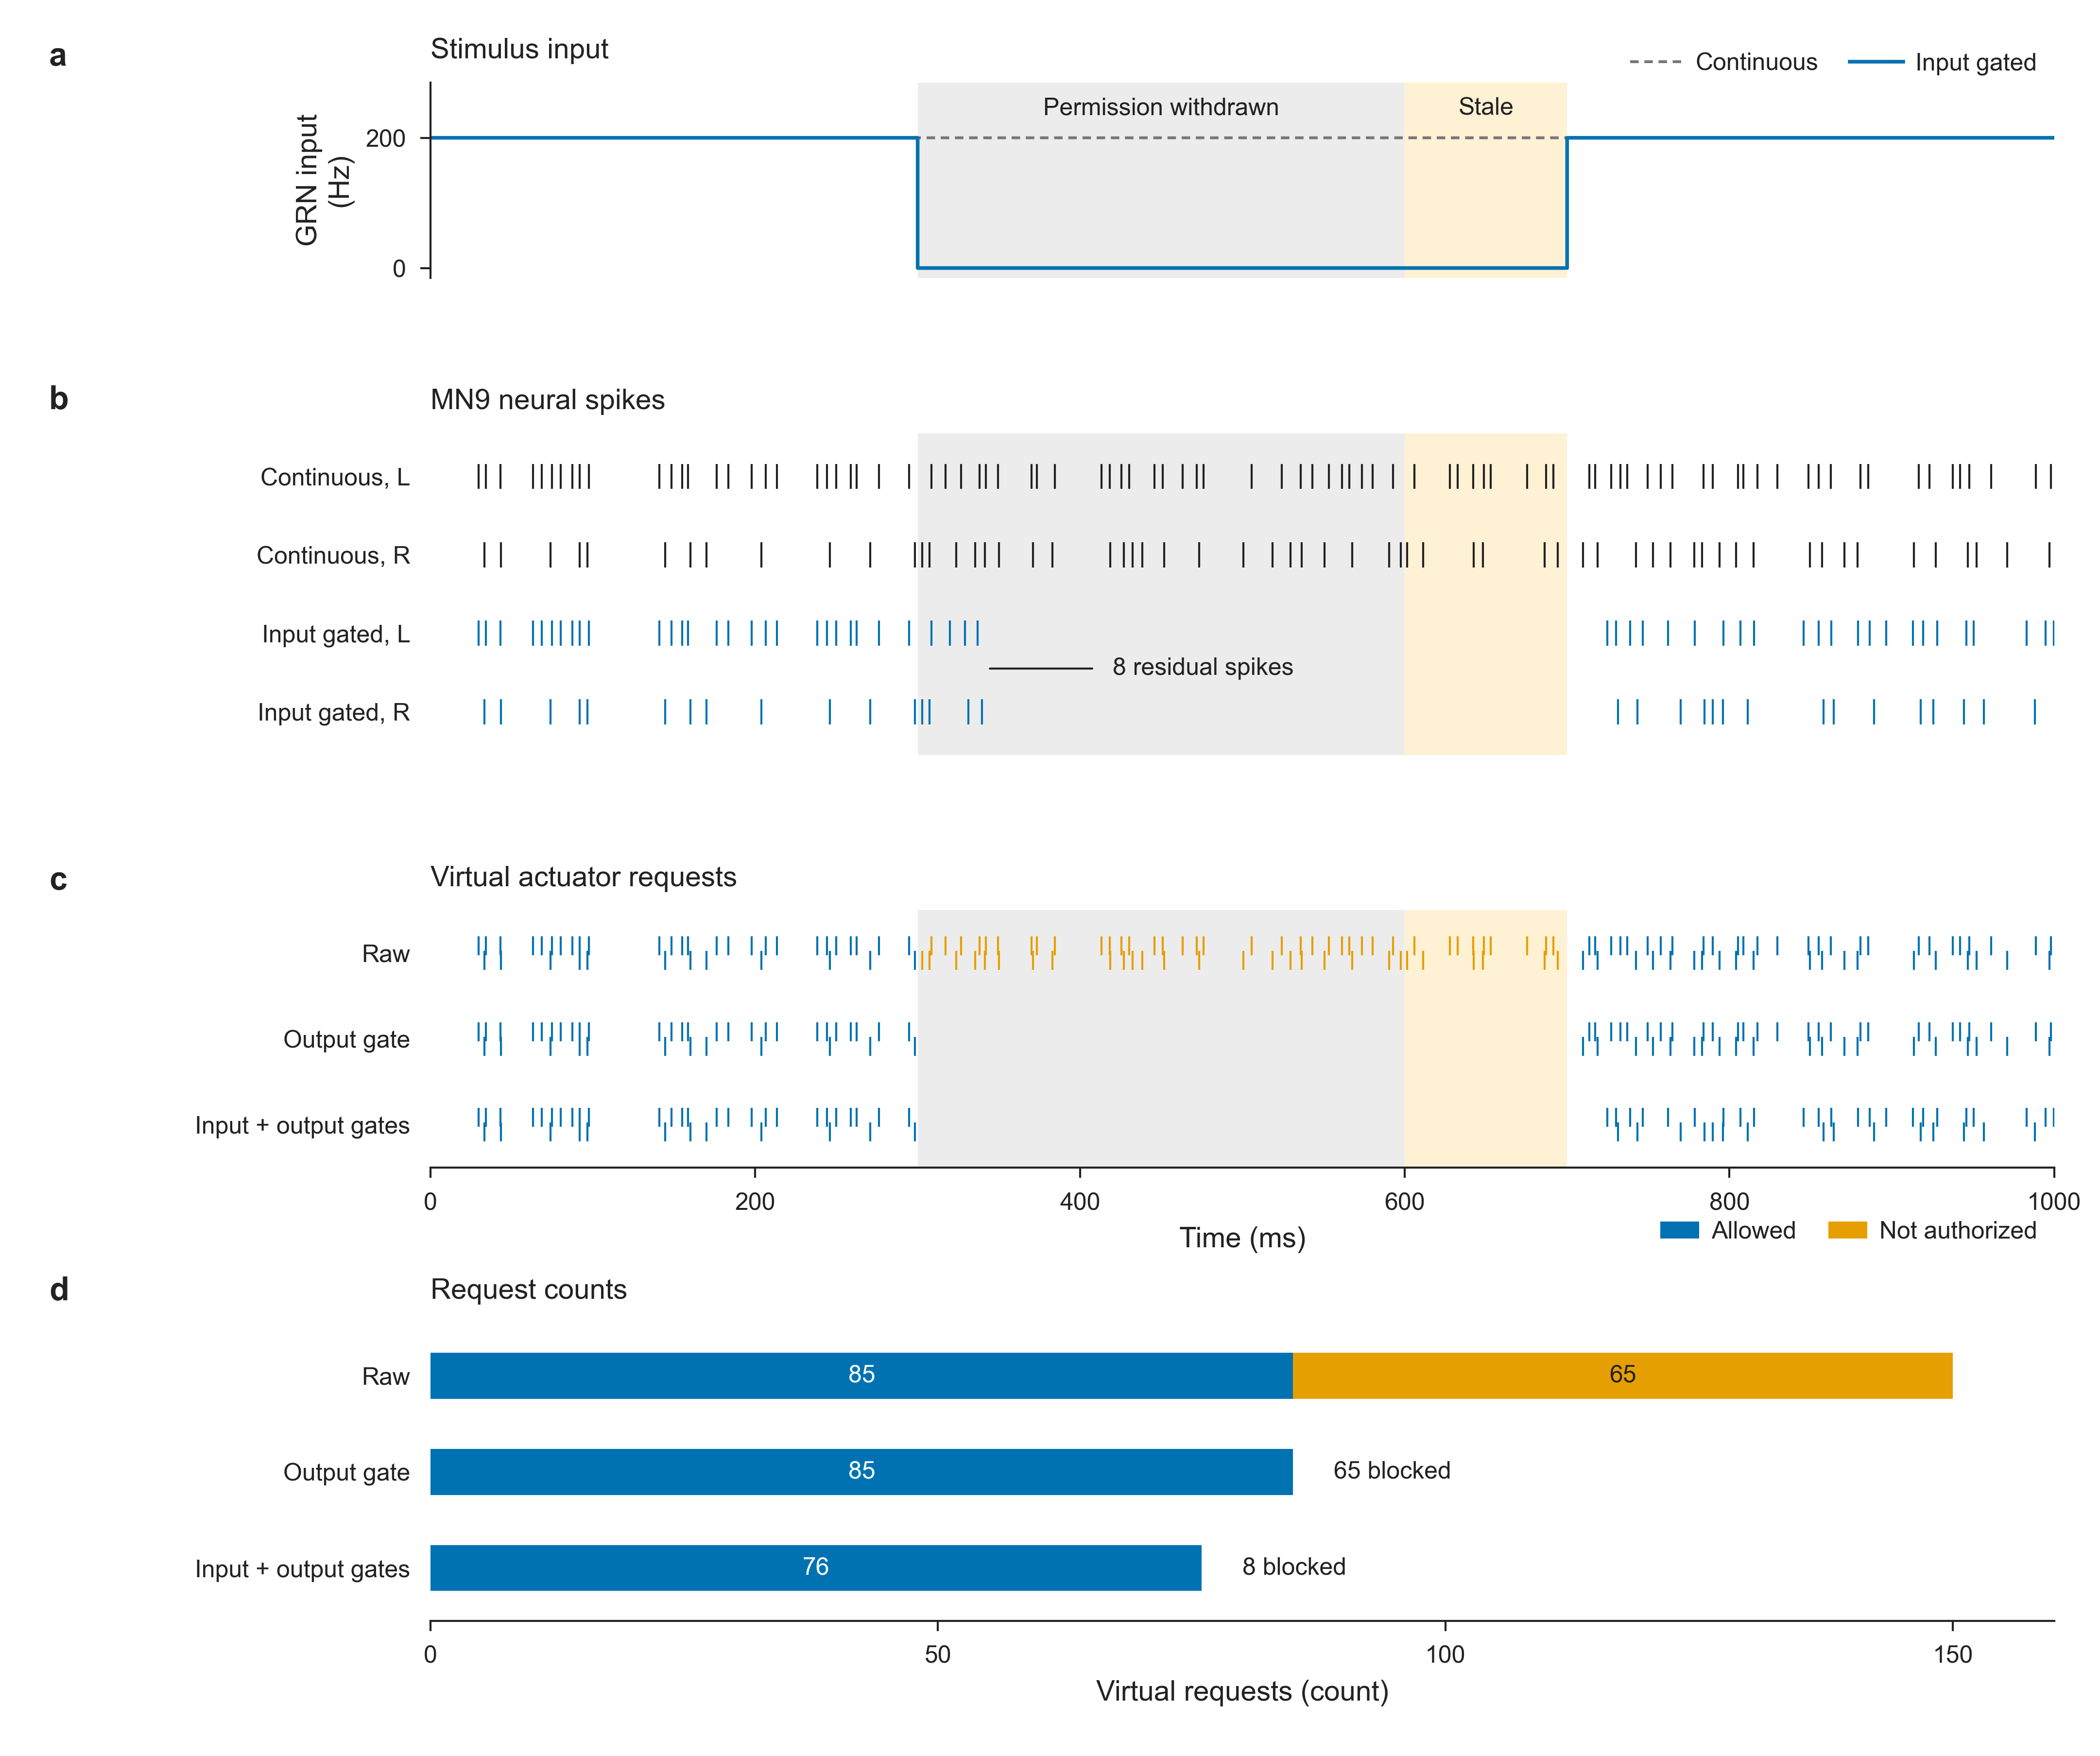 a
Stimulus input
Continuous
Input gated
Permission withdrawn
Stale
GRN input
(Hz)
200
0
b
MN9 neural spikes
Continuous, L
Continuous, R
Input gated, L
8 residual spikes
Input gated, R
c
Virtual actuator requests
Raw
Output gate
Input + output gates
0 200 400 600 800 1000
Time (ms)
Allowed
Not authorized
d
Request counts
Raw 85 65
Output gate 85 65 blocked
Input + output gates 76 8 blocked
0 50 100 150
Virtual requests (count)